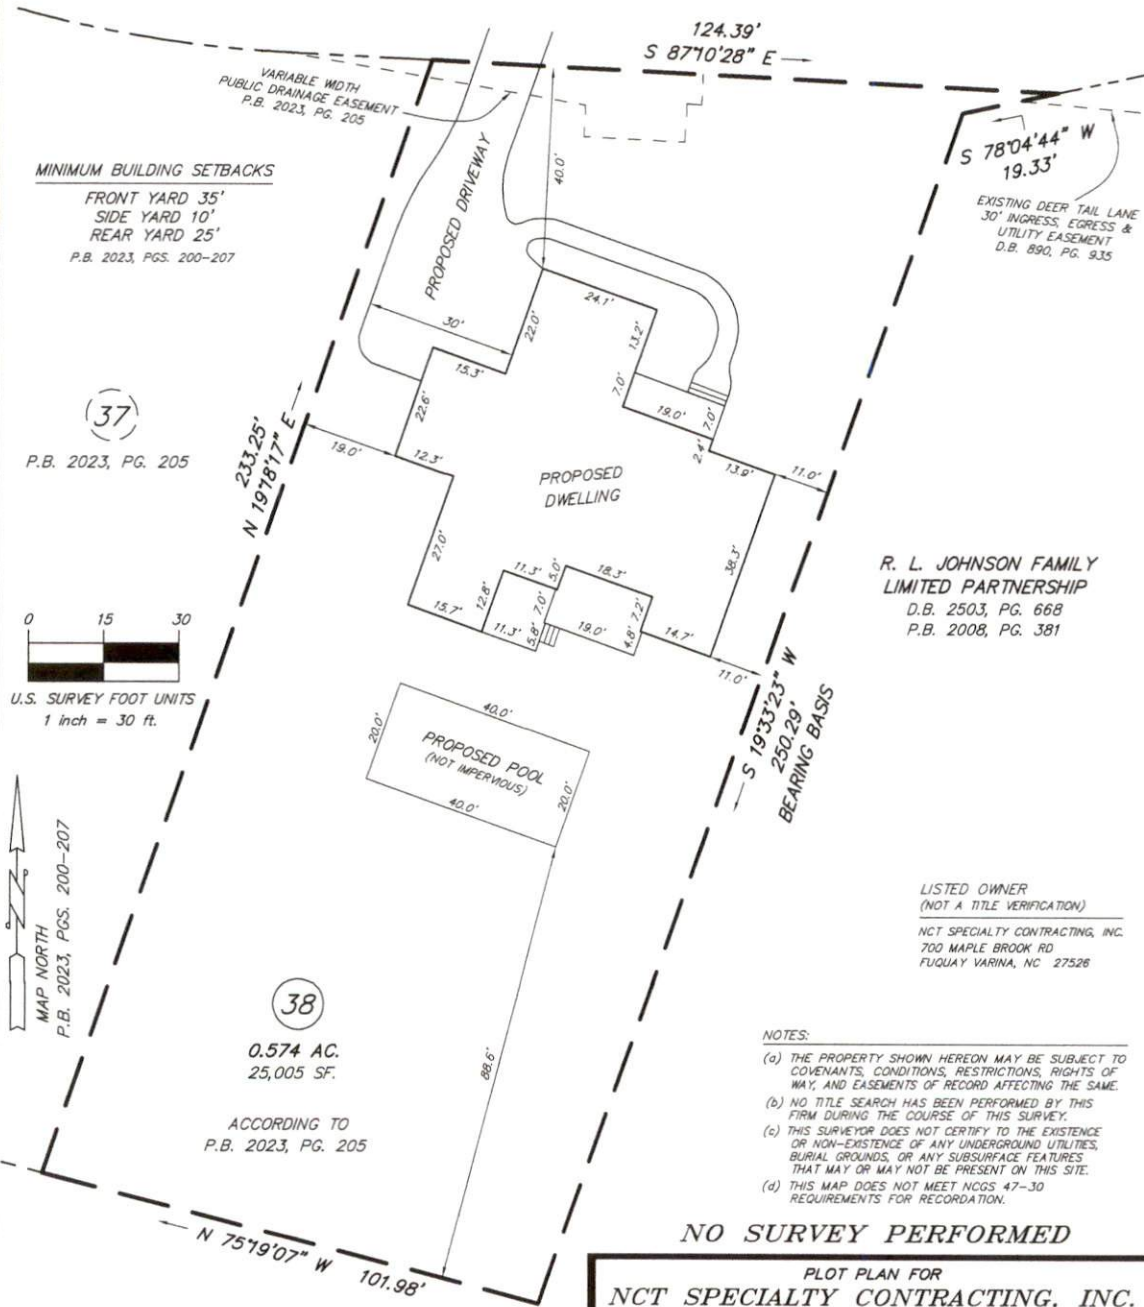 124.39'
S 87°10'28" E
VARIABLE WIDTH
PUBLIC DRAINAGE EASEMENT
P.B. 2023, PG. 205
S 78°04'44" W
19.33'
MINIMUM BUILDING SETBACKS
FRONT YARD 35'
SIDE YARD 10'
REAR YARD 25'
P.B. 2023, PGS. 200-207
EXISTING DEER TAIL LANE
30' INGRESS, EGRESS &
UTILITY EASEMENT
D.B. 890, PG. 935
PROPOSED DRIVEWAY
40.0'
24.1'
30'
22.0'
13.2'
15.3'
7.0'
19.0'
7.0'
22.6'
2.4'
37
P.B. 2023, PG. 205
233.25'
N 19°18'17" E
19.0'
12.3'
13.9'
11.0'
PROPOSED
DWELLING
27.0'
38.3'
11.3'
5.0'
18.3'
12.8'
7.0'
7.2'
15.7'
11.3'
5.8'
19.0'
4.8'
14.7'
11.0'
R. L. JOHNSON FAMILY
LIMITED PARTNERSHIP
D.B. 2503, PG. 668
P.B. 2008, PG. 381
0 15 30
U.S. SURVEY FOOT UNITS
1 inch = 30 ft.
S 19°33'23" W
250.29'
BEARING BASIS
40.0'
20.0'
PROPOSED POOL
(NOT IMPERVIOUS)
20.0'
40.0'
MAP NORTH
P.B. 2023, PGS. 200-207
88.6'
LISTED OWNER
(NOT A TITLE VERIFICATION)
NCT SPECIALTY CONTRACTING, INC.
700 MAPLE BROOK RD
FUQUAY VARINA, NC 27526
38
0.574 AC.
25,005 SF.
ACCORDING TO
P.B. 2023, PG. 205
NOTES:
(a) THE PROPERTY SHOWN HEREON MAY BE SUBJECT TO
COVENANTS, CONDITIONS, RESTRICTIONS, RIGHTS OF
WAY, AND EASEMENTS OF RECORD AFFECTING THE SAME.
(b) NO TITLE SEARCH HAS BEEN PERFORMED BY THIS
FIRM DURING THE COURSE OF THIS SURVEY.
(c) THIS SURVEYOR DOES NOT CERTIFY TO THE EXISTENCE
OR NON-EXISTENCE OF ANY UNDERGROUND UTILITIES,
BURIAL GROUNDS, OR ANY SUBSURFACE FEATURES
THAT MAY OR MAY NOT BE PRESENT ON THIS SITE.
(d) THIS MAP DOES NOT MEET NCGS 47-30
REQUIREMENTS FOR RECORDATION.
N 75°19'07" W
101.98'
NO SURVEY PERFORMED
PLOT PLAN FOR
NCT SPECIALTY CONTRACTING, INC.